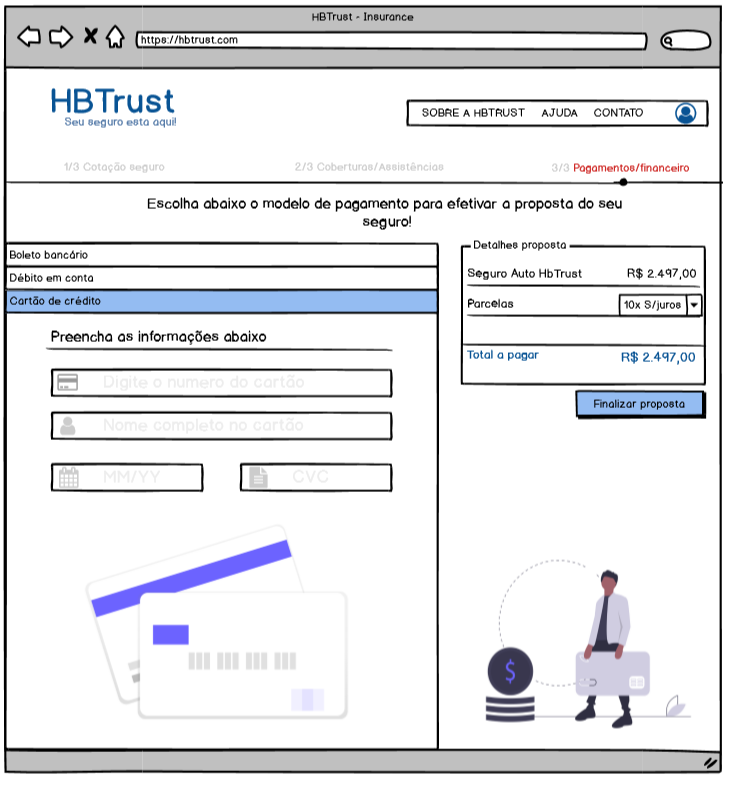 HBTrust - Insurance
https://hbtrust.com
HBTrust
Seu seguro esta aqui!
SOBRE A HBTRUST AJUDA CONTATO
1/3 Cotação seguro 2/3 Coberturas/Assistências 3/3 Pagamentos/financeiro
Escolha abaixo o modelo de pagamento para efetivar a proposta do seu
seguro!
Boleto bancário
Débito em conta
Cartão de crédito
Preencha as informações abaixo
Digite o numero do cartão
Nome completo no cartão
MM/YY CVC
Detalhes proposta
Seguro Auto HbTrust R$ 2.497,00
Parcelas 10x S/juros
Total a pagar R$ 2.497,00
Finalizar proposta
$